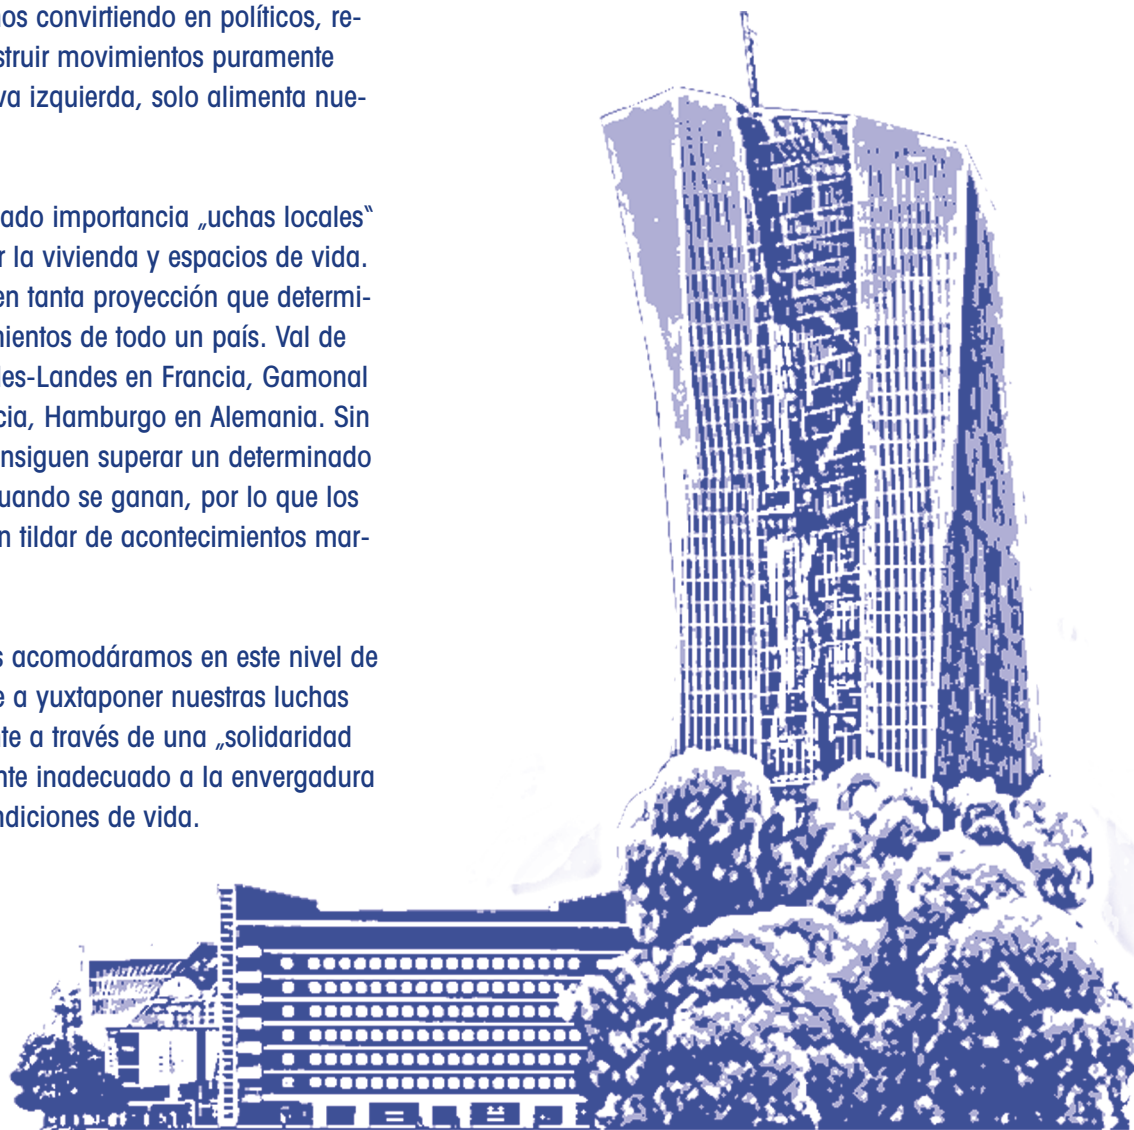 os convirtiendo en políticos, re-
struir movimientos puramente
va izquierda, solo alimenta nue-
ado importancia „uchas locales“
r la vivienda y espacios de vida.
en tanta proyección que determi-
nientos de todo un país. Val de
des-Landes en Francia, Gamonal
cia, Hamburgo en Alemania. Sin
nsiguen superar un determinado
uando se ganan, por lo que los
n tildar de acontecimientos mar-
s acomodáramos en este nivel de
e a yuxtaponer nuestras luchas
nte a través de una „solidaridad
nte inadecuado a la envergadura
ndiciones de vida.